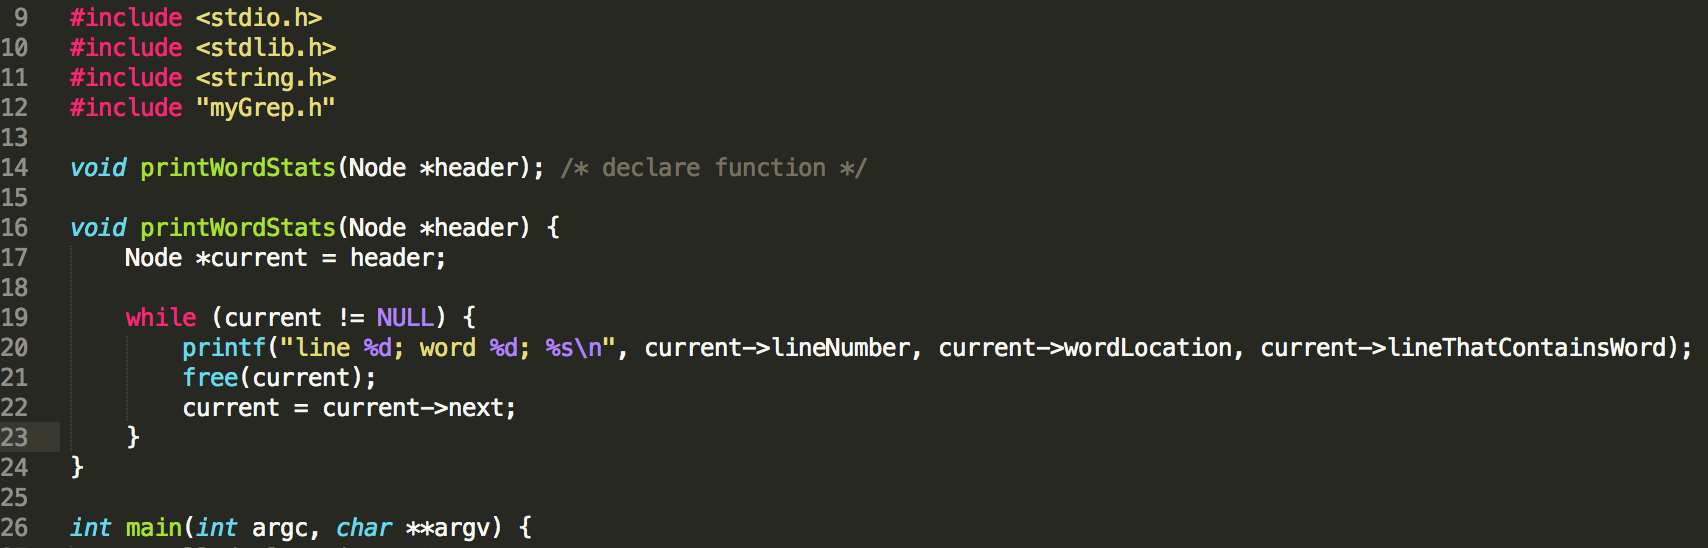 9 #include <stdio.h>
10 #include <stdlib.h>
11 #include <string.h>
12 #include "myGrep.h"
13
14 void printWordStats(Node *header); /* declare function */
15
16 void printWordStats(Node *header) {
17 Node *current = header;
18
19 while (current != NULL) {
20 printf("line %d; word %d; %s\n", current->lineNumber, current->wordLocation, current->lineThatContainsWord);
21 free(current);
22 current = current->next;
23 }
24 }
25
26 int main(int argc, char **argv) {